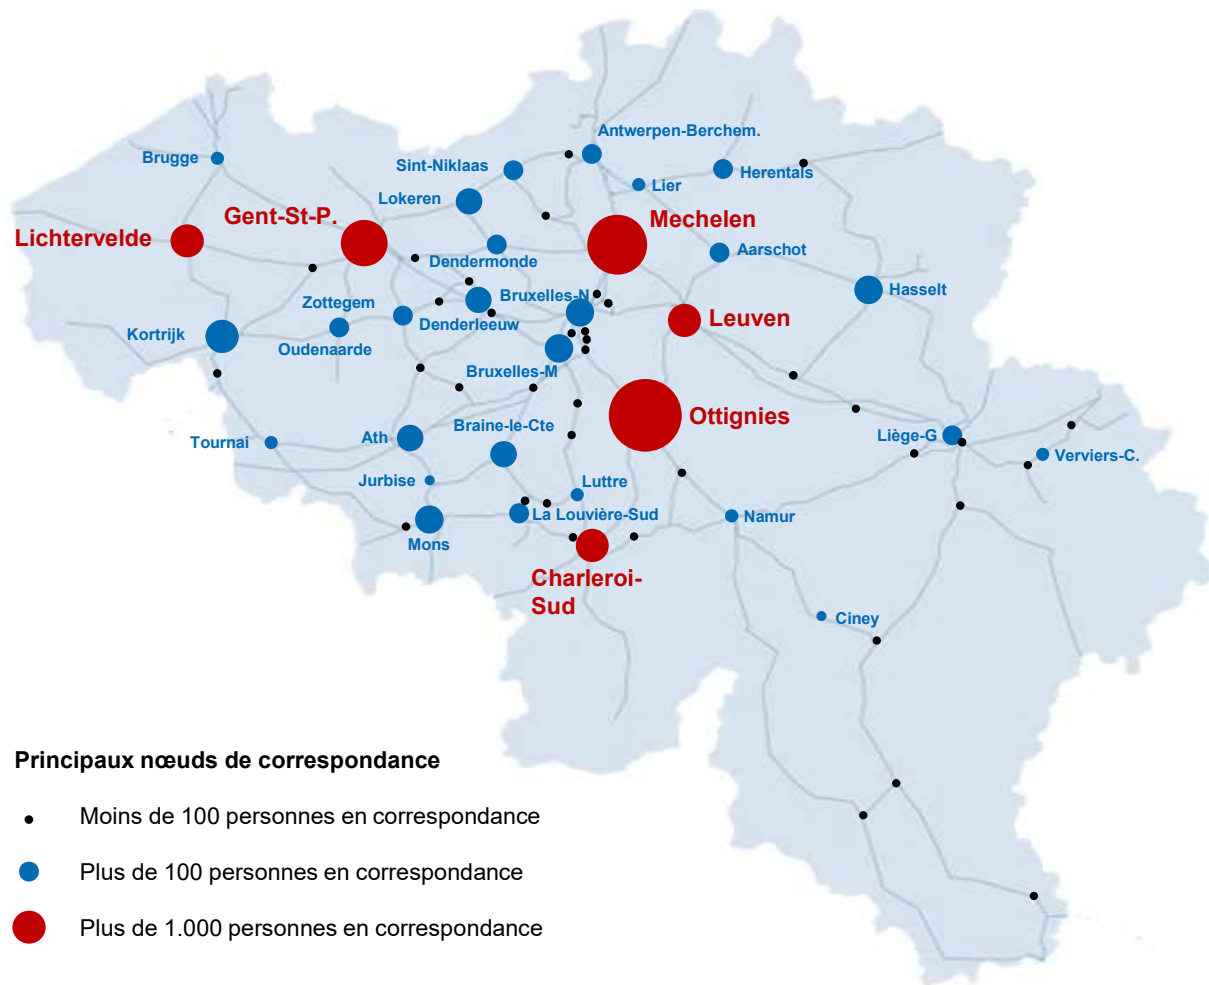 Antwerpen-Berchem.
Brugge
Sint-Niklaas
Herentals
Lier
Lokeren
Gent-St-P.
Mechelen
Lichtervelde
Aarschot
Dendermonde
Hasselt
Zottegem
Bruxelles-N
Denderleeuw
Leuven
Kortrijk
Oudenaarde
Bruxelles-M
Ottignies
Braine-le-Cte
Tournai
Ath
Liège-G
Verviers-C.
Jurbise
Luttre
La Louvière-Sud
Namur
Mons
Charleroi-
Sud
Ciney
Principaux nœuds de correspondance
Moins de 100 personnes en correspondance
Plus de 100 personnes en correspondance
Plus de 1.000 personnes en correspondance